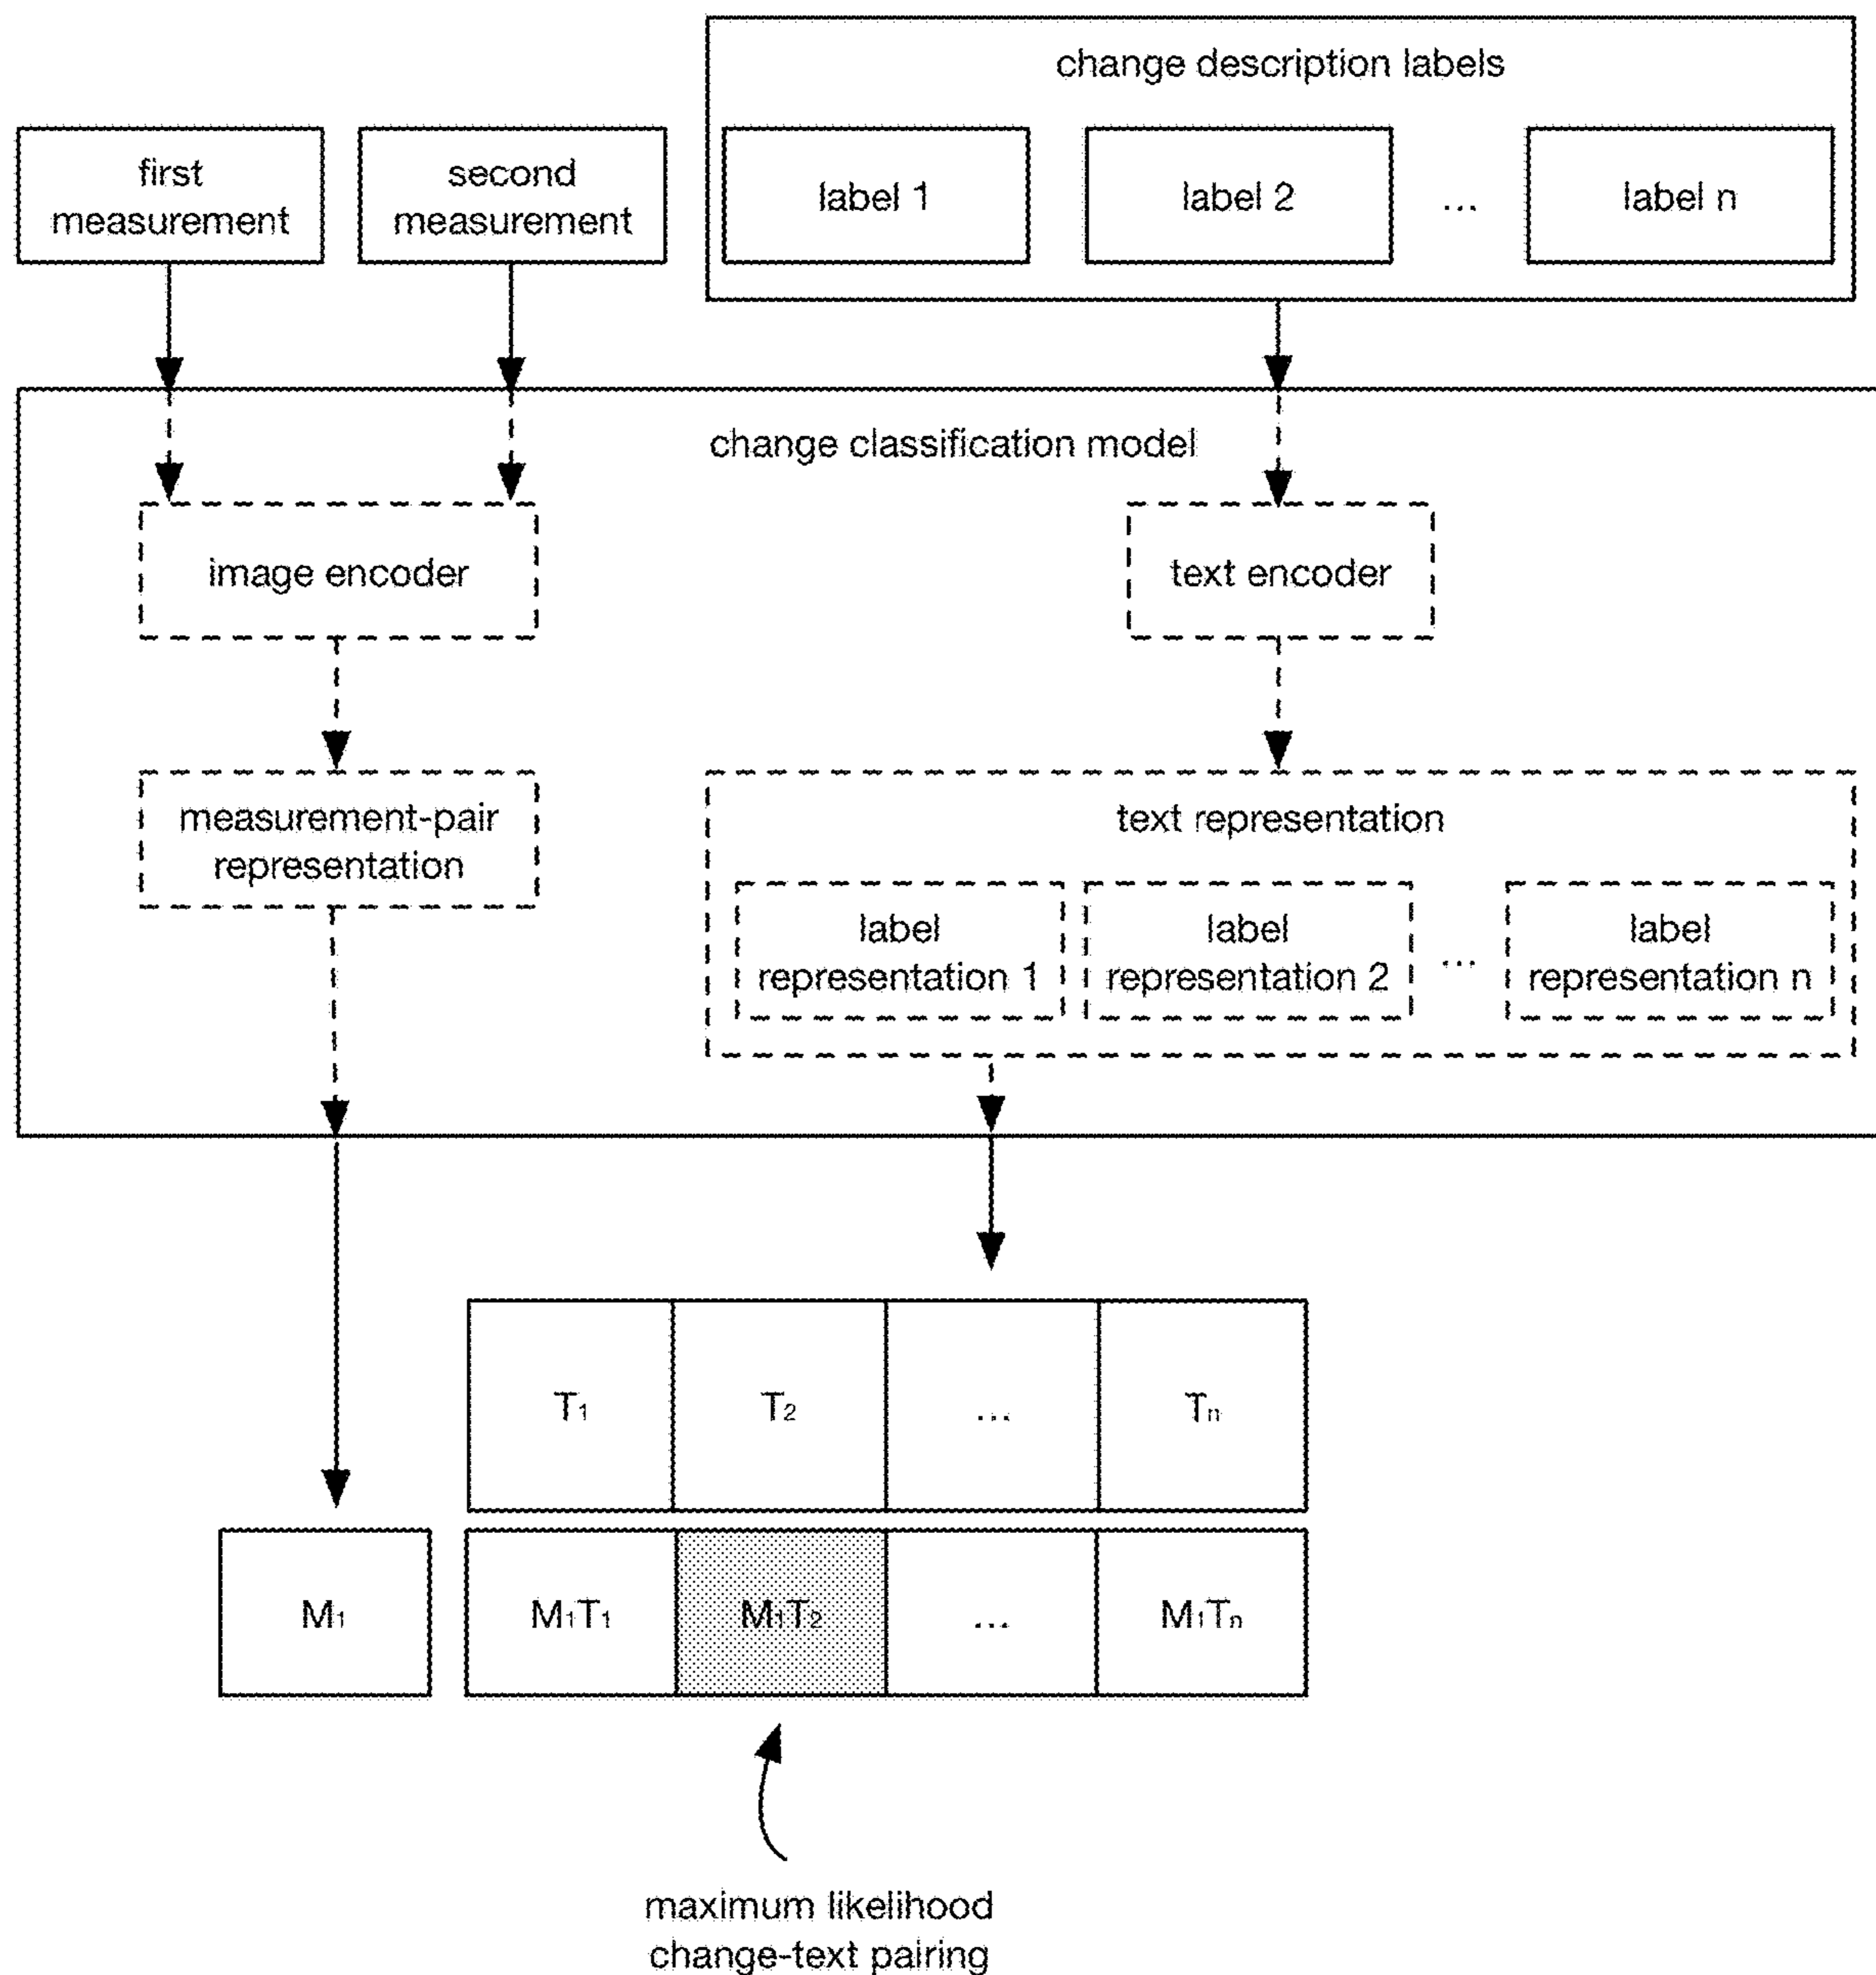 change description labels
first
measurement
second
measurement
label 1
label 2
...
label n
change classification model
image encoder
text encoder
measurement-pair
representation
text representation
label
representation 1
label
representation 2
...
label
representation n
T₁
T₂
...
Tₙ
M₁
M₁T₁
M₁T₂
...
M₁Tₙ
maximum likelihood
change-text pairing